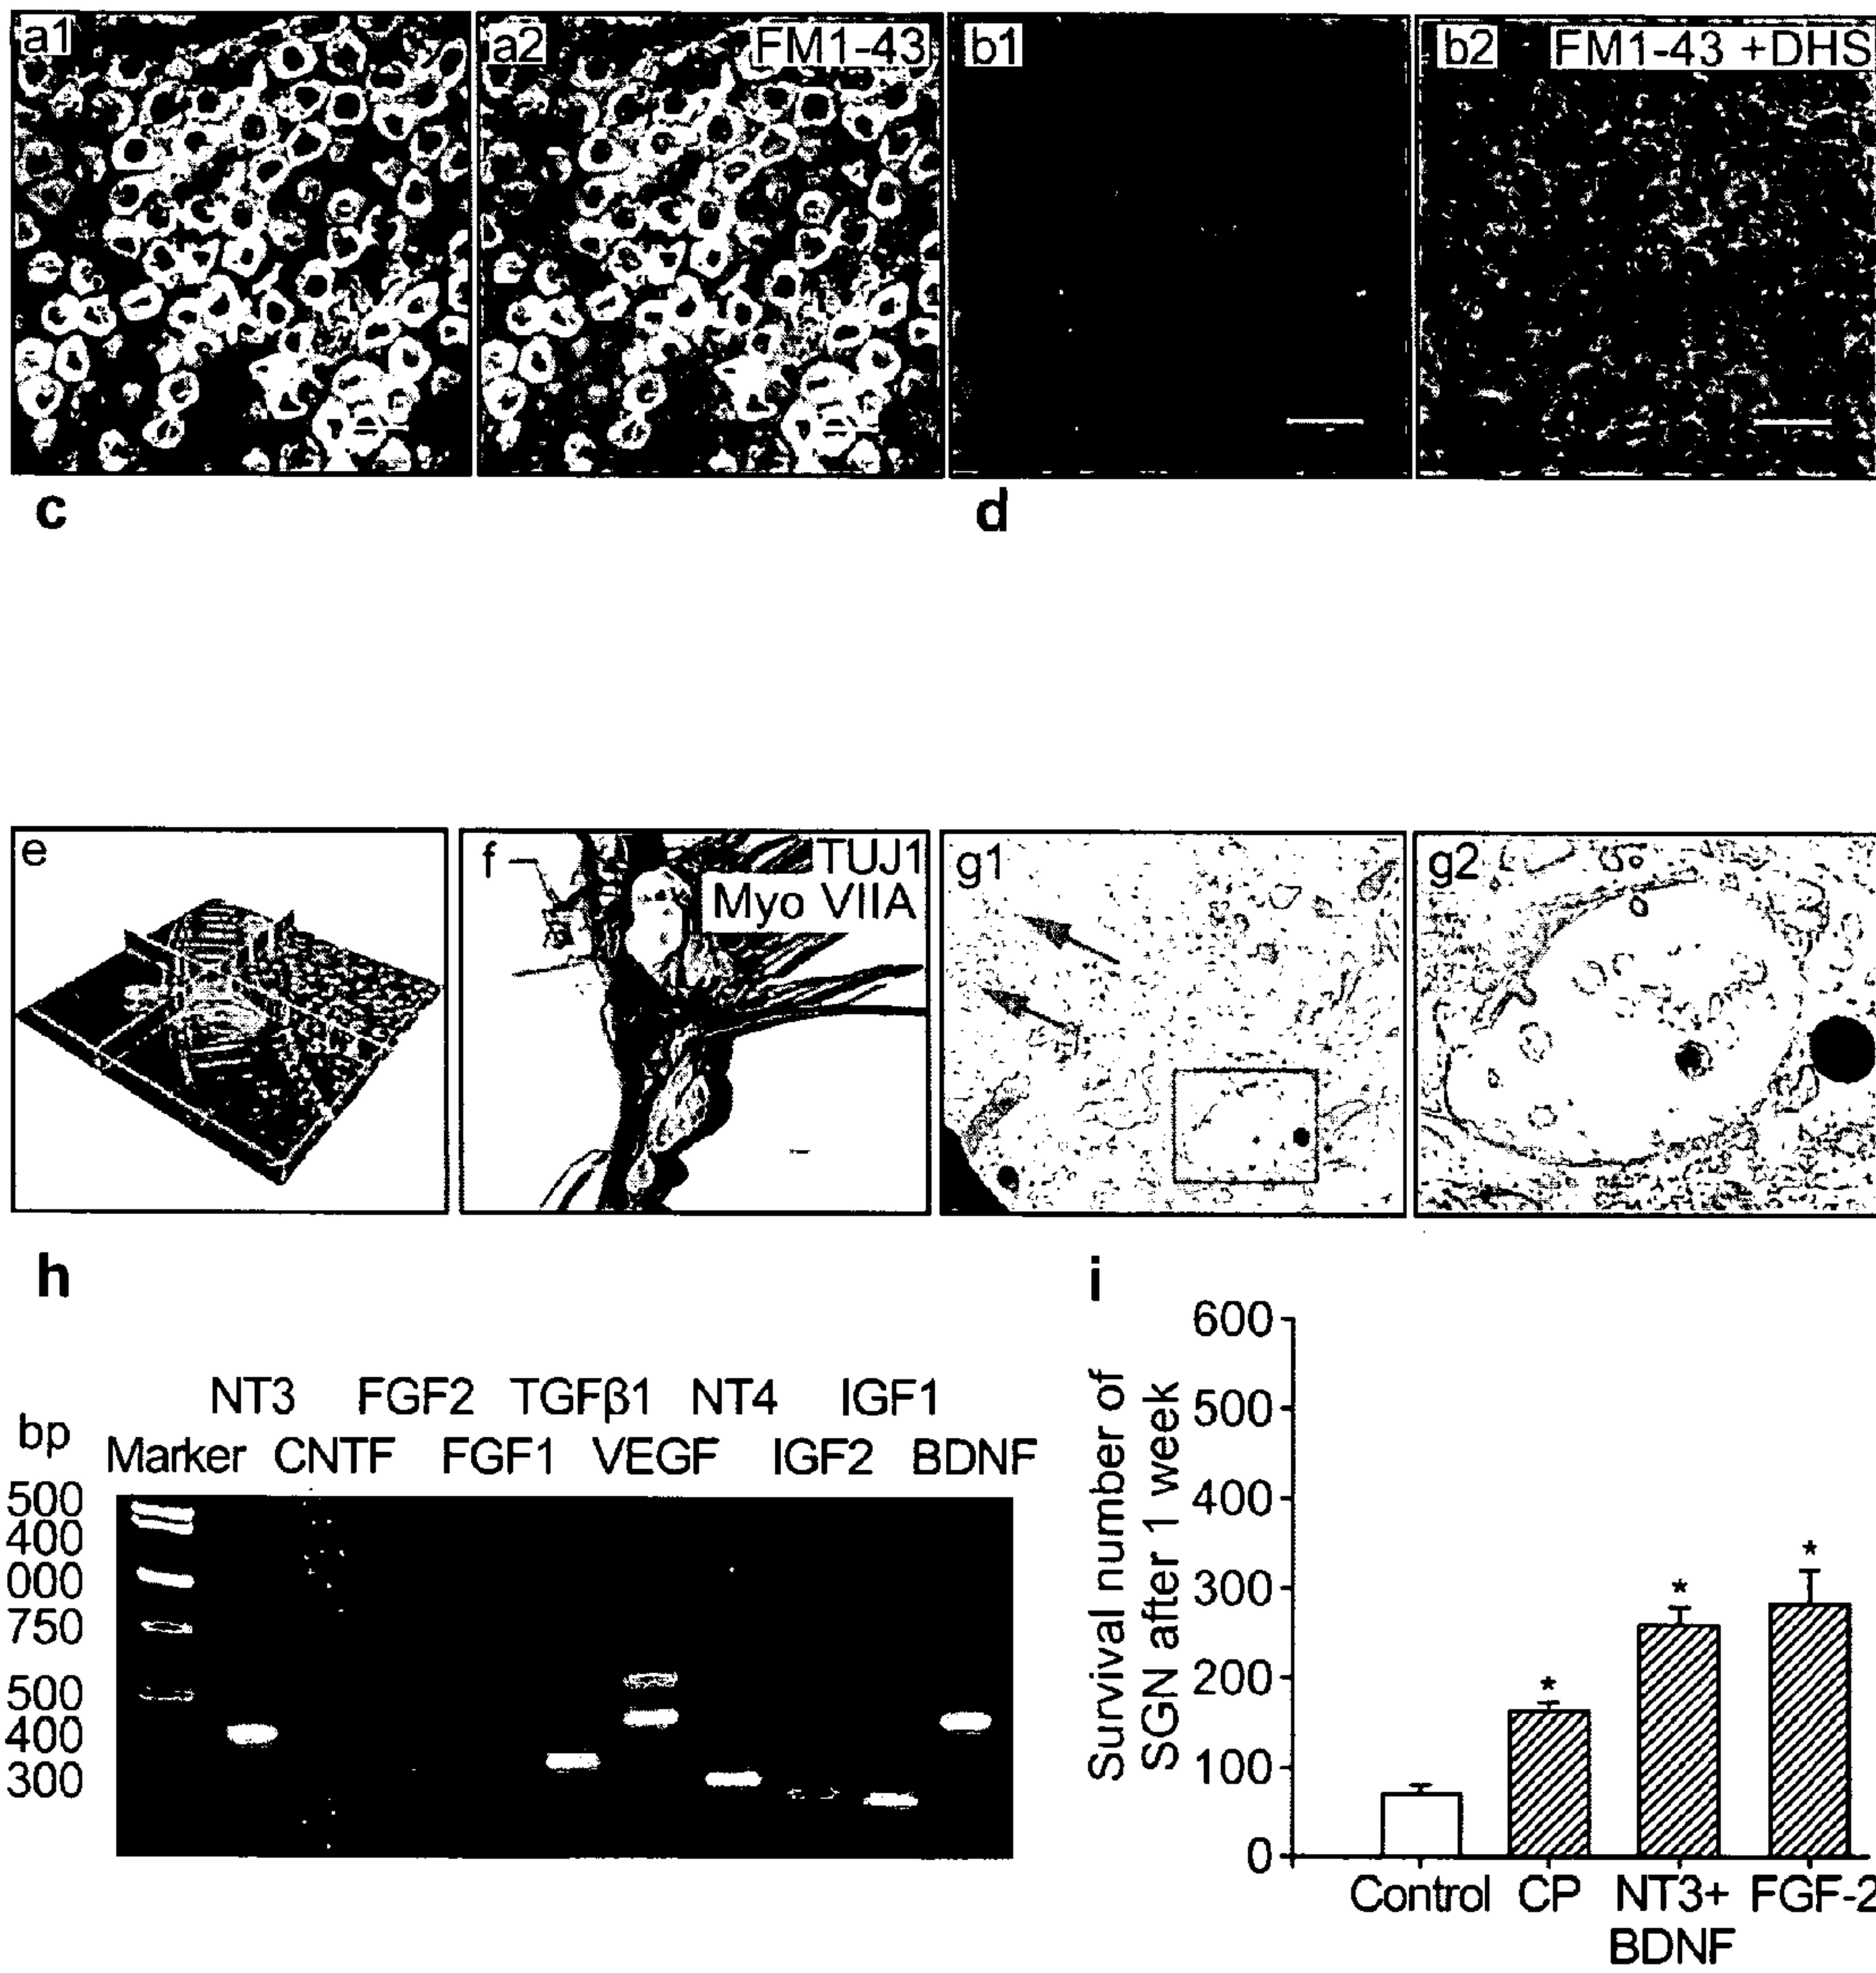 a1
a2 FM1-43
b1
b2 FM1-43 +DHS
c
d
e
f TUJ1
Myo VIIA
g1
g2
h
NT3 FGF2 TGFβ1 NT4 IGF1
bp
Marker CNTF FGF1 VEGF IGF2 BDNF
500
400
000
750
500
400
300
i
Survival number of
SGN after 1 week
600
500
400
300
200
100
0
*
*
*
Control CP NT3+ FGF-2
BDNF